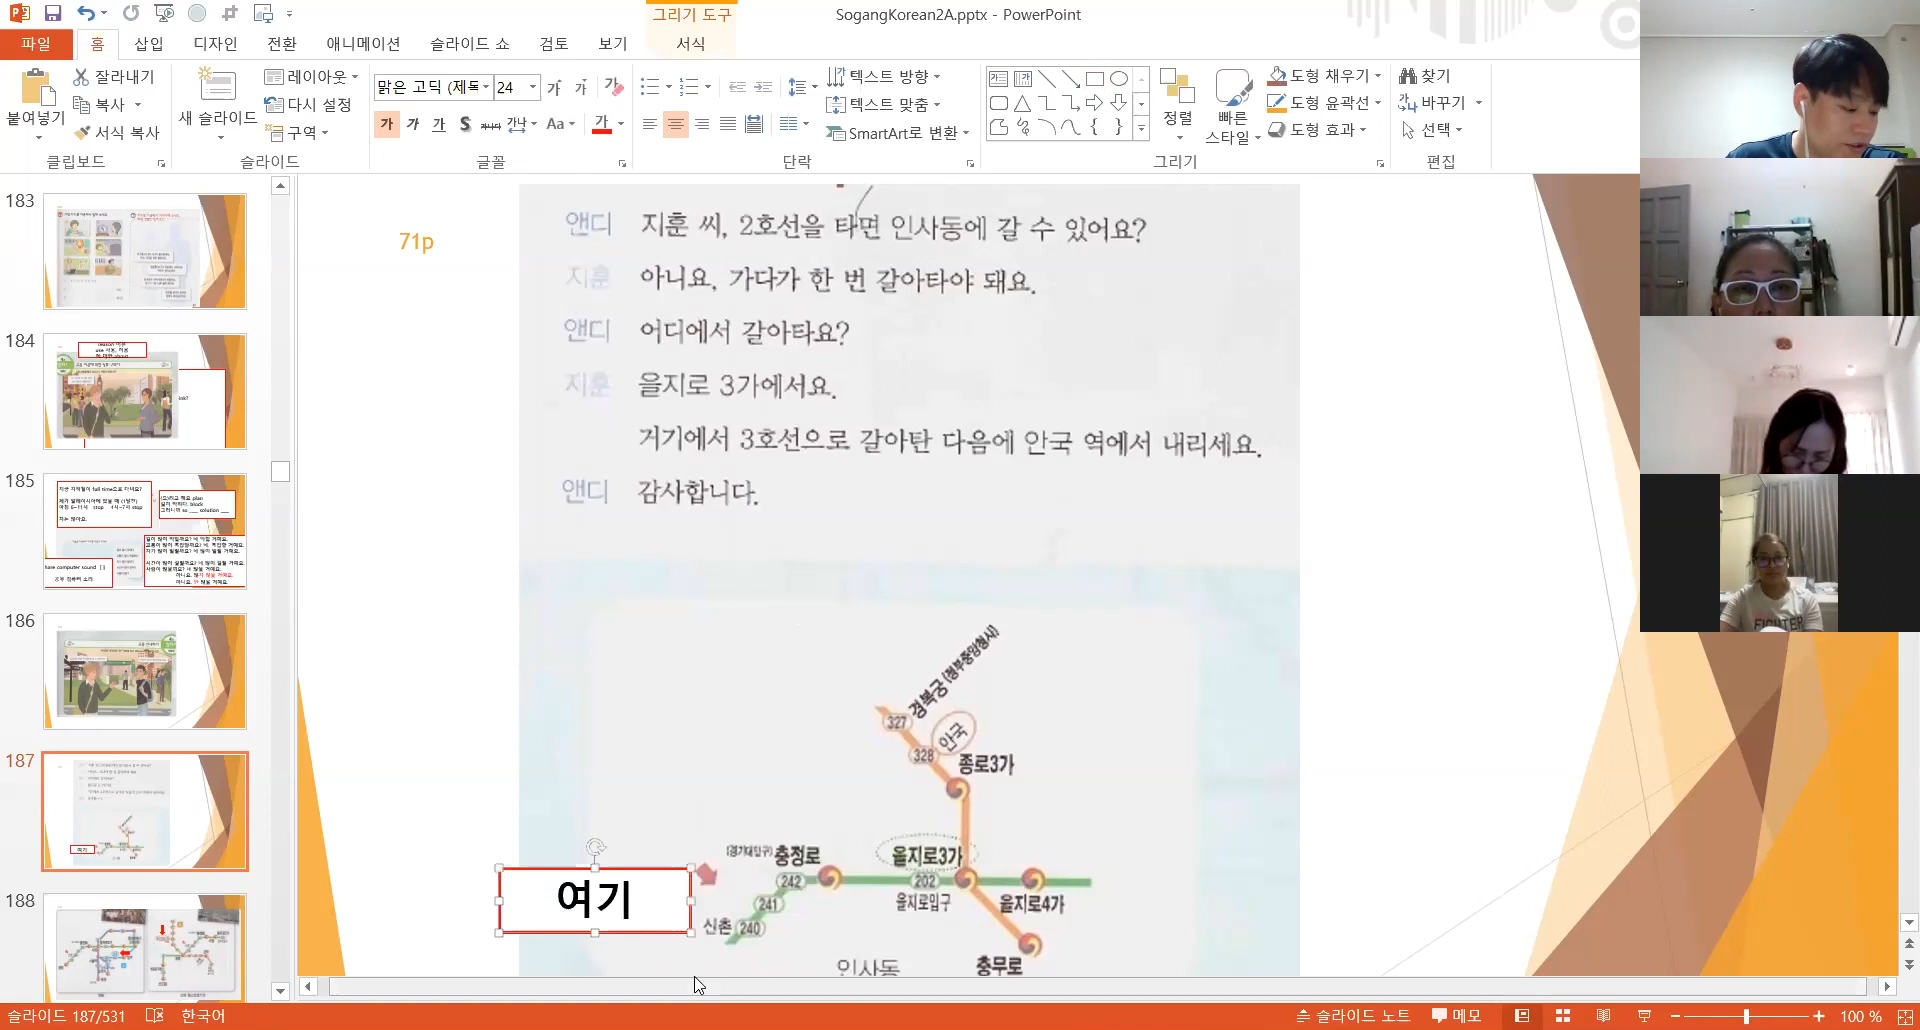 그리기 도구
SogangKorean2A.pptx - PowerPoint
파일
홈
삽입
디자인
전환
애니메이션
슬라이드 쇼
검토
보기
서식
붙여넣기
잘라내기
복사
서식 복사
클립보드
새 슬라이드
레이아웃
다시 설정
구역
슬라이드
맑은 고딕 (제목
24
글꼴
텍스트 방향
텍스트 맞춤
SmartArt로 변환
단락
정렬
빠른 스타일
도형 채우기
도형 윤곽선
도형 효과
그리기
찾기
바꾸기
선택
편집
183
184
185
186
187
188
71p
앤디 지훈 씨, 2호선을 타면 인사동에 갈 수 있어요?
지훈 아니요, 가다가 한 번 갈아타야 돼요.
앤디 어디에서 갈아타요?
지훈 을지로 3가에서요.
거기에서 3호선으로 갈아탄 다음에 안국 역에서 내리세요.
앤디 감사합니다.
경복궁 (정부중앙청사)
327
안국
328
종로3가
(경기대입구) 충정로
을지로3가
242
202
241
을지로입구
을지로4가
신촌 240
인사동
충무로
여기
FIGHTER
슬라이드 187/531
한국어
슬라이드 노트
메모
100 %